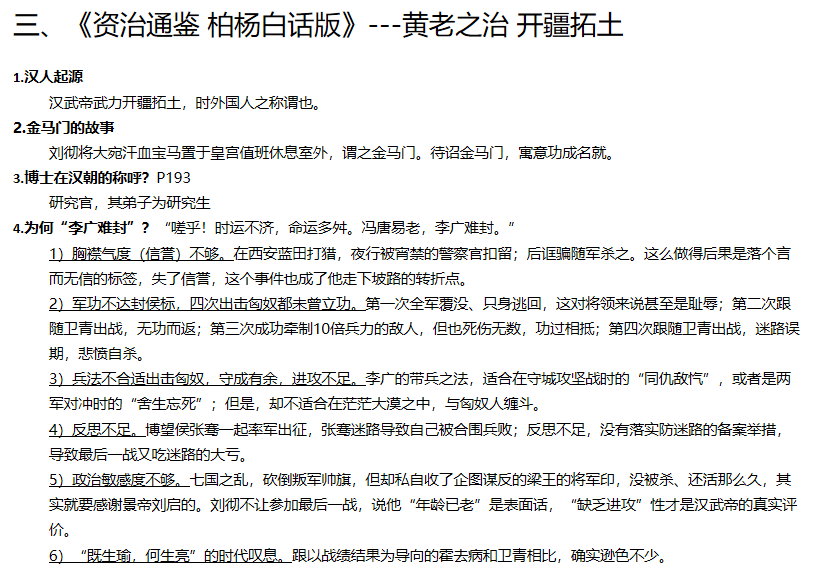 三、《资治通鉴 柏杨白话版》---黄老之治 开疆拓土
1.汉人起源
汉武帝武力开疆拓土，时外国人之称谓也。
2.金马门的故事
刘彻将大宛汗血宝马置于皇宫值班休息室外，谓之金马门。待诏金马门，寓意功成名就。
3.博士在汉朝的称呼？P193
研究官，其弟子为研究生
4.为何“李广难封”？“嗟乎！时运不济，命运多舛。冯唐易老，李广难封。”
1）胸襟气度（信誉）不够。在西安蓝田打猎，夜行被宵禁的警察官扣留；后诓骗随军杀之。这么做得后果是落个言
而无信的标签，失了信誉，这个事件也成了他走下坡路的转折点。
2）军功不达封侯标，四次出击匈奴都未曾立功。第一次全军覆没、只身逃回，这对将领来说甚至是耻辱；第二次跟
随卫青出战，无功而返；第三次成功牵制10倍兵力的敌人，但也死伤无数，功过相抵；第四次跟随卫青出战，迷路误
期，悲愤自杀。
3）兵法不合适出击匈奴，守成有余，进攻不足。李广的带兵之法，适合在守城攻坚战时的“同仇敌忾”，或者是两
军对冲时的“舍生忘死”；但是，却不适合在茫茫大漠之中，与匈奴人缠斗。
4）反思不足。博望侯张骞一起率军出征，张骞迷路导致自己被合围兵败；反思不足，没有落实防迷路的备案举措，
导致最后一战又吃迷路的大亏。
5）政治敏感度不够。七国之乱，砍倒叛军帅旗，但却私自收了企图谋反的梁王的将军印，没被杀、还活那么久，其
实就要感谢景帝刘启的。刘彻不让参加最后一战，说他“年龄已老”是表面话，“缺乏进攻”性才是汉武帝的真实评
价。
6）“既生瑜，何生亮”的时代叹息。跟以战绩结果为导向的霍去病和卫青相比，确实逊色不少。